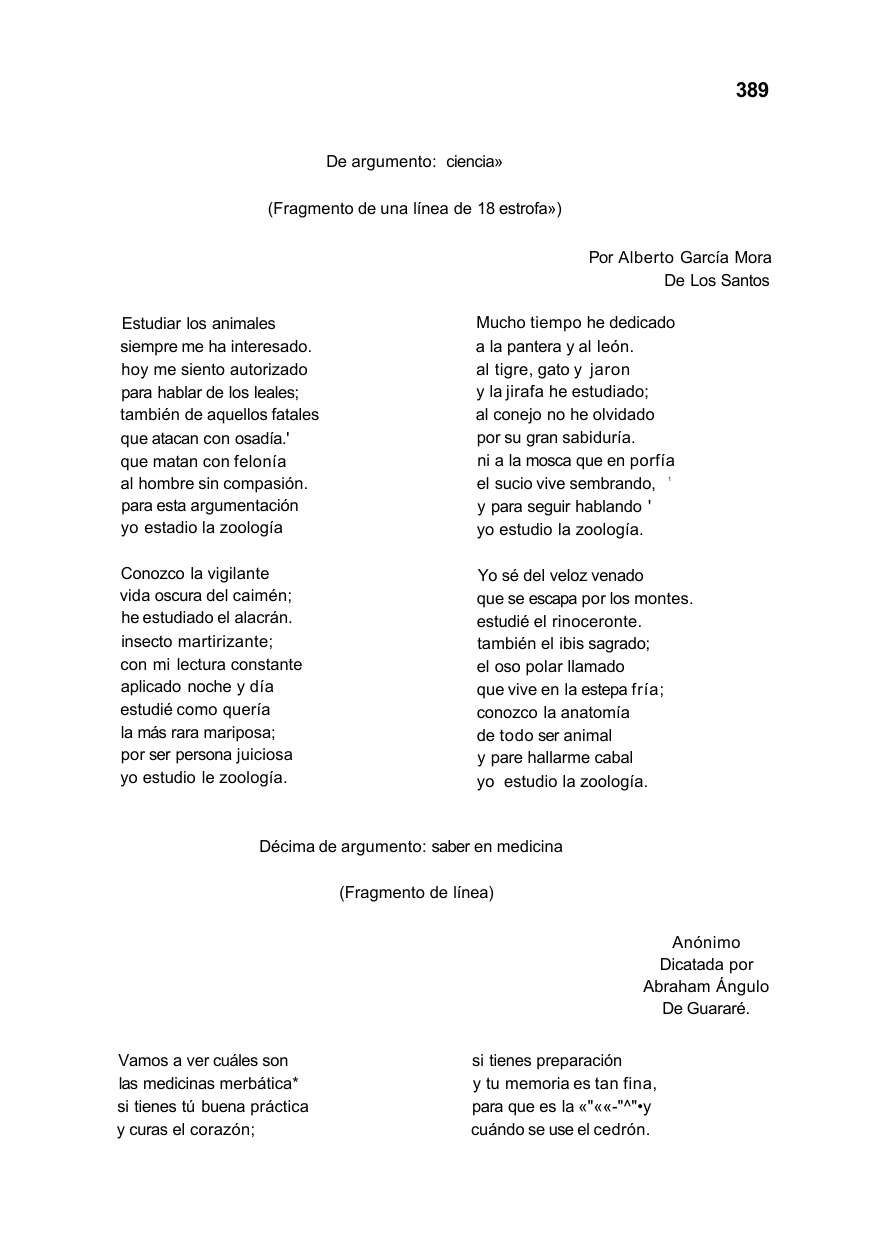 389
De argumento: ciencia»
(Fragmento de una línea de 18 estrofa»)
Por Alberto García Mora
De Los Santos
Estudiar los animales
siempre me ha interesado.
hoy me siento autorizado
para hablar de los leales;
también de aquellos fatales
que atacan con osadía.'
que matan con felonía
al hombre sin compasión.
para esta argumentación
yo estadio la zoología
Conozco la vigilante
vida oscura del caimén;
he estudiado el alacrán.
insecto martirizante;
con mi lectura constante
aplicado noche y día
estudié como quería
la más rara mariposa;
por ser persona juiciosa
yo estudio le zoología.
Mucho tiempo he dedicado
a la pantera y al león.
al tigre, gato y jaron
y la jirafa he estudiado;
al conejo no he olvidado
por su gran sabiduría.
ni a la mosca que en porfía
el sucio vive sembrando, '
y para seguir hablando '
yo estudio la zoología.
Yo sé del veloz venado
que se escapa por los montes.
estudié el rinoceronte.
también el ibis sagrado;
el oso polar llamado
que vive en la estepa fría;
conozco la anatomía
de todo ser animal
y pare hallarme cabal
yo estudio la zoología.
Décima de argumento: saber en medicina
(Fragmento de línea)
Anónimo
Dicatada por
Abraham Ángulo
De Guararé.
Vamos a ver cuáles son
las medicinas merbática*
si tienes tú buena práctica
y curas el corazón;
si tienes preparación
y tu memoria es tan fina,
para que es la «"««-"^"•y
cuándo se use el cedrón.